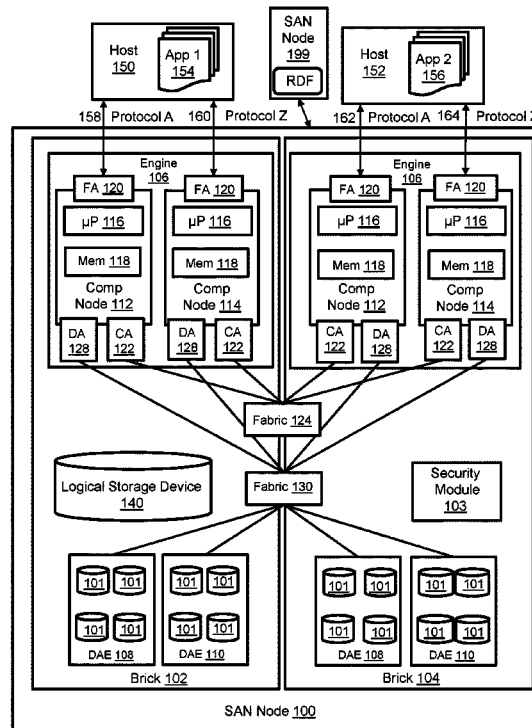 Host
150
App 1
154
SAN
Node
199
RDF
Host
152
App 2
156
158
Protocol A
160
Protocol Z
162
Protocol A
164
Protocol Z
Engine
106
FA 120
FA 120
µP 116
µP 116
Mem 118
Mem 118
Comp
Node
112
Comp
Node
114
DA
128
CA
122
DA
128
CA
122
Engine
106
FA 120
FA 120
µP 116
µP 116
Mem 118
Mem 118
Comp
Node
112
Comp
Node
114
CA
122
DA
128
CA
122
DA
128
Fabric 124
Fabric 130
Logical Storage Device
140
Security
Module
103
101 101
101 101
DAE 108
101 101
101 101
DAE 110
101 101
101 101
DAE 108
101 101
101 101
DAE 110
Brick 102
Brick 104
SAN Node 100